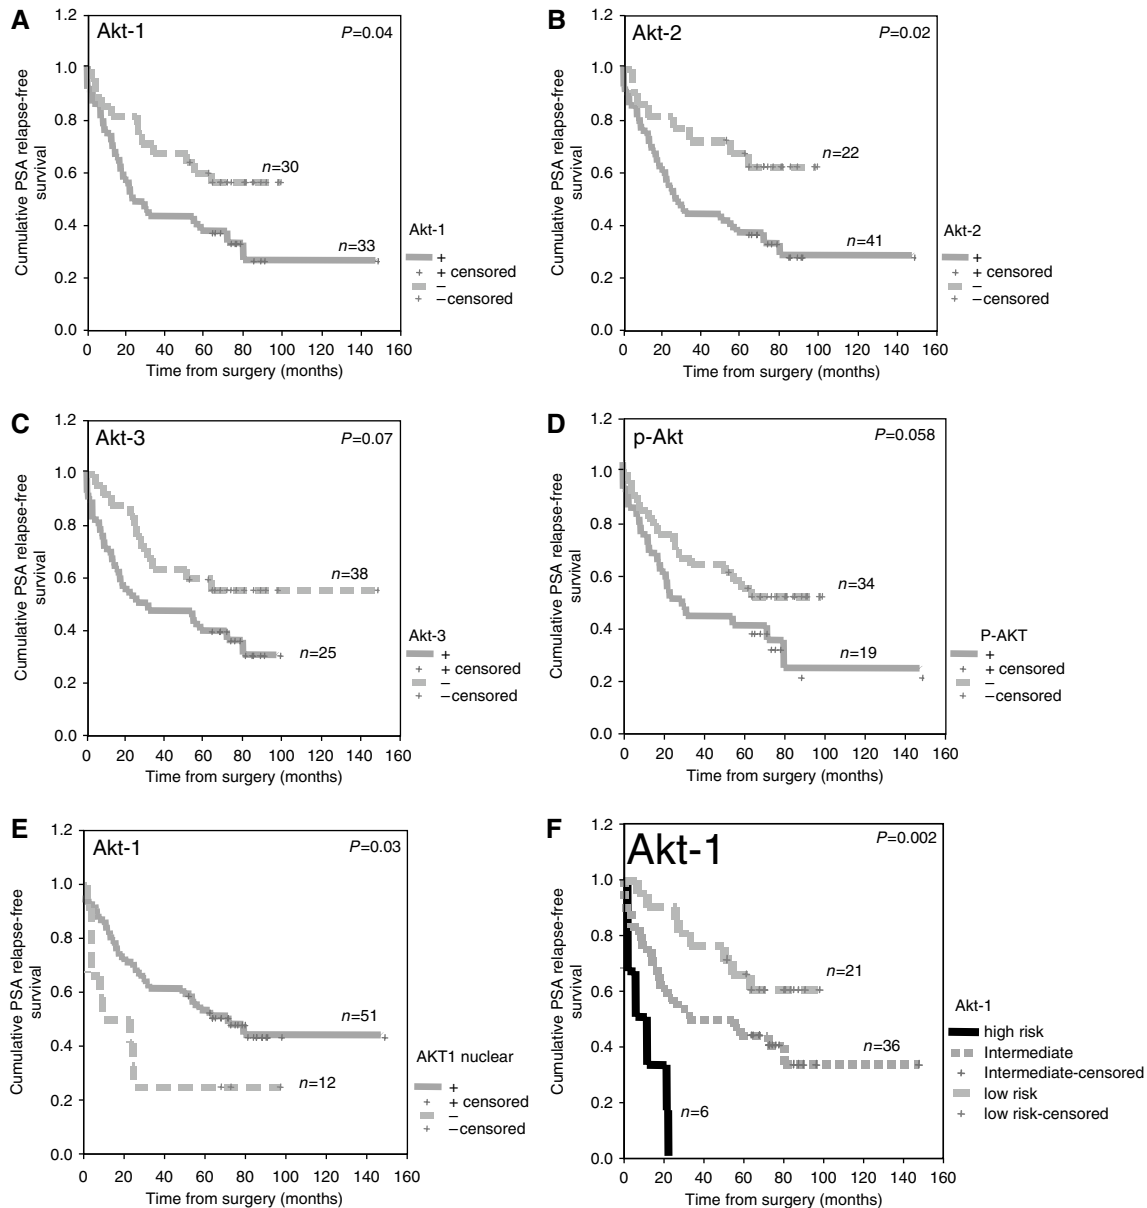 A
Akt-1
P=0.04
1.2
1.0
0.8
0.6
0.4
0.2
0.0
Cumulative PSA relapse-free
survival
n=30
n=33
0 20 40 60 80 100 120 140 160
Time from surgery (months)
Akt-1
+
+ censored
–
–censored
B
Akt-2
P=0.02
1.2
1.0
0.8
0.6
0.4
0.2
0.0
Cumulative PSA relapse-free
survival
n=22
n=41
0 20 40 60 80 100 120 140 160
Time from surgery (months)
Akt-2
+
+ censored
–
–censored
C
Akt-3
P=0.07
1.2
1.0
0.8
0.6
0.4
0.2
0.0
Cumulative PSA relapse-free
survival
n=38
n=25
0 20 40 60 80 100 120 140 160
Time from surgery (months)
Akt-3
+
+ censored
–
–censored
D
p-Akt
P=0.058
1.2
1.0
0.8
0.6
0.4
0.2
0.0
Cumulative PSA relapse-free
survival
n=34
n=19
0 20 40 60 80 100 120 140 160
Time from surgery (months)
P-AKT
+
+ censored
–
–censored
E
Akt-1
P=0.03
1.2
1.0
0.8
0.6
0.4
0.2
0.0
Cumulative PSA relapse-free
survival
n=51
n=12
0 20 40 60 80 100 120 140 160
Time from surgery (months)
AKT1 nuclear
+
+ censored
–
–censored
F
Akt-1
P=0.002
1.2
1.0
0.8
0.6
0.4
0.2
0.0
Cumulative PSA relapse-free
survival
n=21
n=36
n=6
0 20 40 60 80 100 120 140 160
Time from surgery (months)
Akt-1
high risk
Intermediate
Intermediate-censored
low risk
low risk-censored